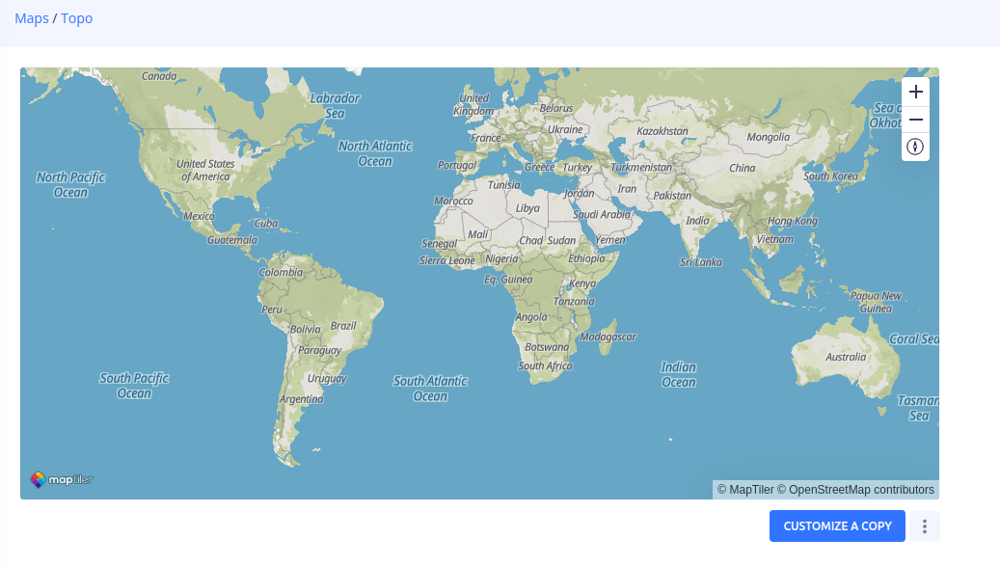 Maps / Topo
Canada
Labrador
Sea
United
Kingdom
Belarus
Sea o
Okhot
North Atlantic
Ocean
France
Ukraine
Kazakhstan
Mongolia
North Pacific
Ocean
United States
of America
Portugal
Greece
Turkey
Turkmenistan
China
South Korea
Tunisia
Morocco
Jordan
Iran
Pakistan
Mexico
Cuba
Libya
Saudi Arabia
India
Hong Kong
Guatemala
Senegal
Mali
Chad
Sudan
Yemen
Vietnam
Sierra Leone
Nigeria
Ethiopia
Sri Lanka
Colombia
Eq. Guinea
Kenya
Papua New
Guinea
Peru
Tanzania
Bolivia
Brazil
Angola
Madagascar
Coral Sea
Paraguay
Botswana
Australia
South Pacific
Ocean
Uruguay
South Atlantic
Ocean
South Africa
Indian
Ocean
Argentina
Tasman
Sea
maptiler
© MapTiler © OpenStreetMap contributors
CUSTOMIZE A COPY